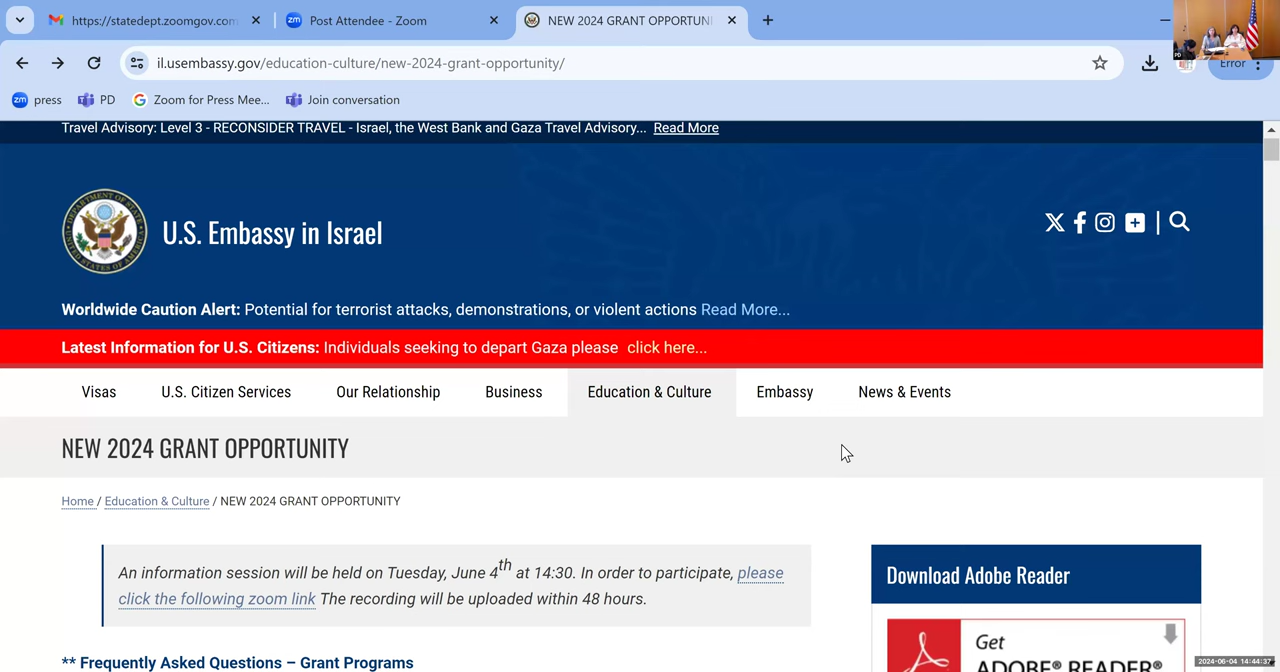 https://statedept.zoomgov.com
Post Attendee - Zoom
NEW 2024 GRANT OPPORTUNI
il.usembassy.gov/education-culture/new-2024-grant-opportunity/
Error
press
PD
Zoom for Press Mee...
Join conversation
Travel Advisory: Level 3 - RECONSIDER TRAVEL - Israel, the West Bank and Gaza Travel Advisory... Read More
U.S. Embassy in Israel
Worldwide Caution Alert: Potential for terrorist attacks, demonstrations, or violent actions Read More...
Latest Information for U.S. Citizens: Individuals seeking to depart Gaza please click here...
Visas U.S. Citizen Services Our Relationship Business Education & Culture Embassy News & Events
NEW 2024 GRANT OPPORTUNITY
Home / Education & Culture / NEW 2024 GRANT OPPORTUNITY
An information session will be held on Tuesday, June 4th at 14:30. In order to participate, please
click the following zoom link The recording will be uploaded within 48 hours.
** Frequently Asked Questions – Grant Programs
Download Adobe Reader
Get
ADOBE® READER®
2024-06-04 14:44:37